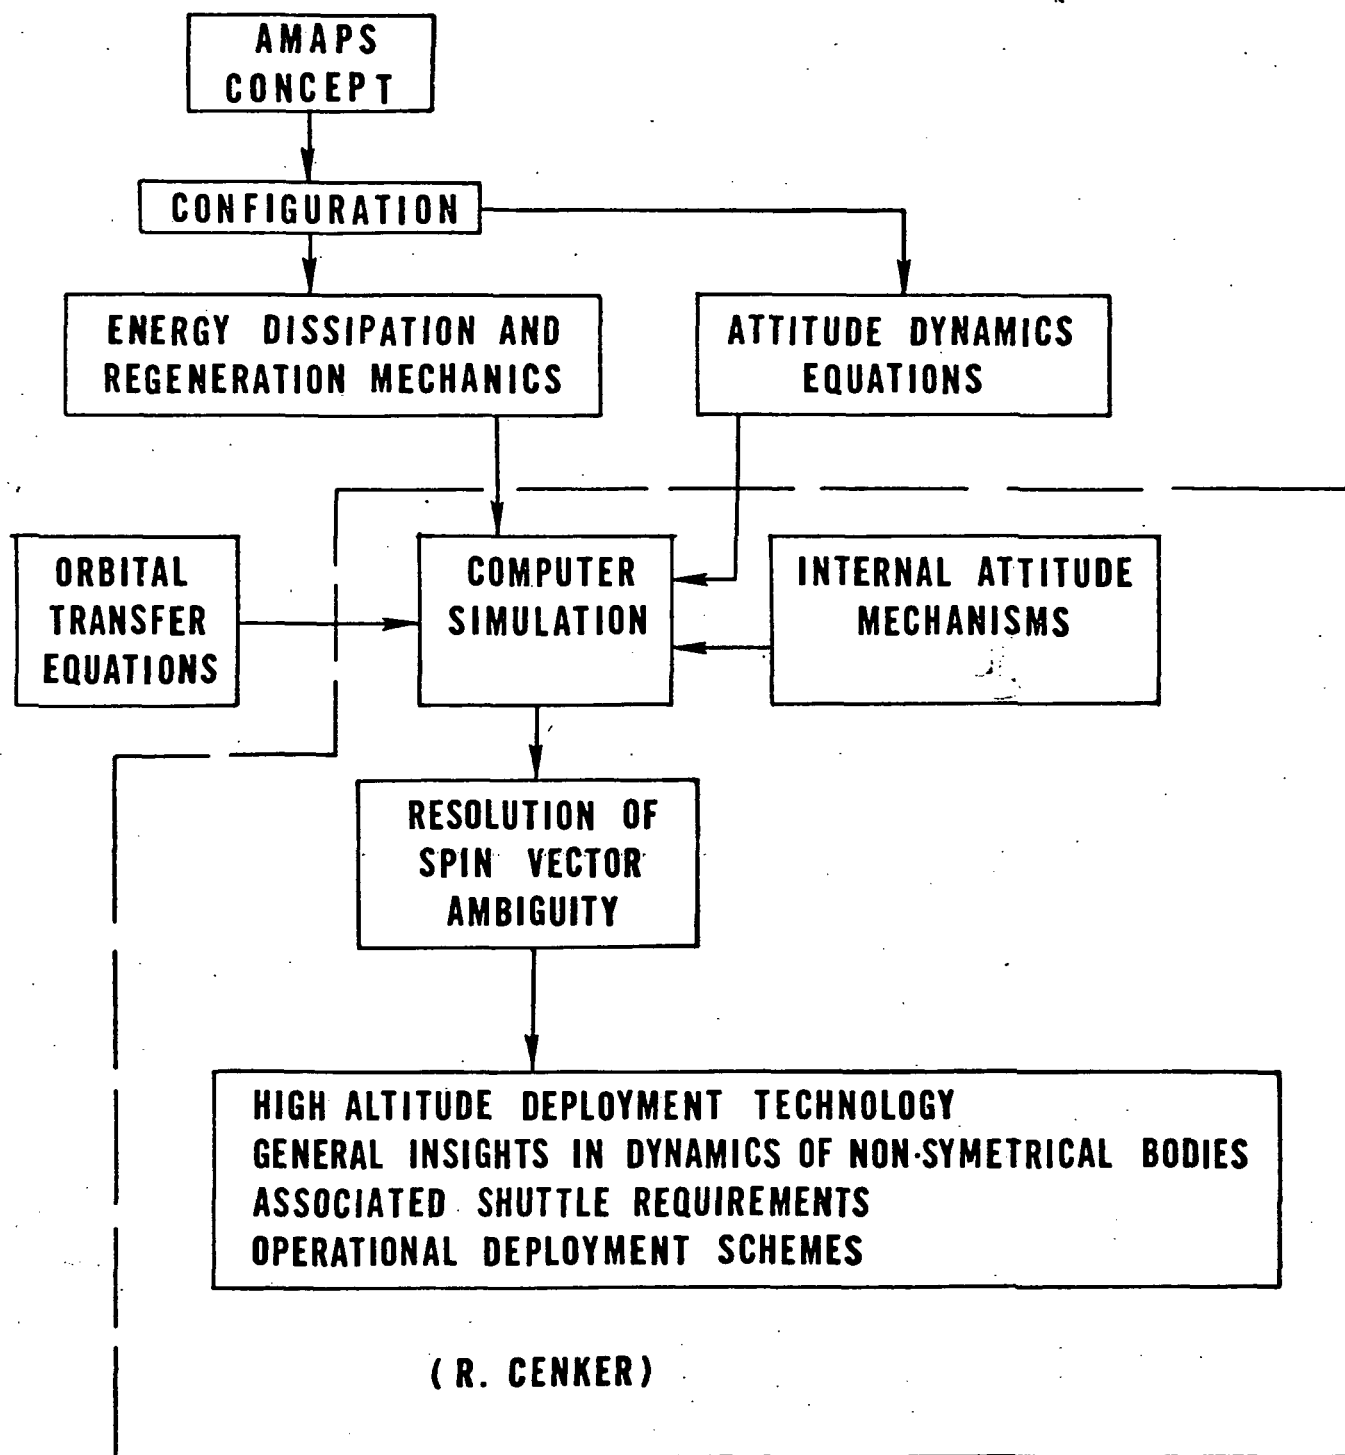 AMAPS
CONCEPT
CONFIGURATION
ENERGY DISSIPATION AND
REGENERATION MECHANICS
ATTITUDE DYNAMICS
EQUATIONS
ORBITAL
TRANSFER
EQUATIONS
COMPUTER
SIMULATION
INTERNAL ATTITUDE
MECHANISMS
RESOLUTION OF
SPIN VECTOR
AMBIGUITY
HIGH ALTITUDE DEPLOYMENT TECHNOLOGY
GENERAL INSIGHTS IN DYNAMICS OF NON-SYMETRICAL BODIES
ASSOCIATED SHUTTLE REQUIREMENTS
OPERATIONAL DEPLOYMENT SCHEMES
(R. CENKER)